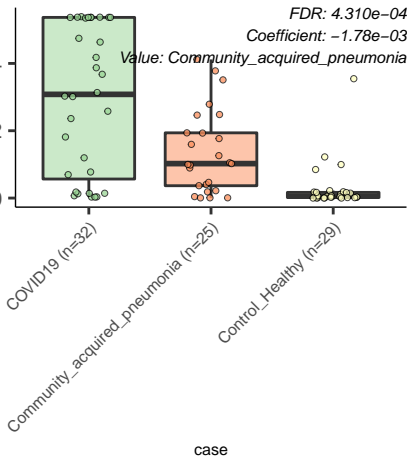 FDR: 4.310e−04
Coefficient: −1.78e−03
Value: Community_acquired_pneumonia
COVID19 (n=32)
Community_acquired_pneumonia (n=25)
Control_Healthy (n=29)
case